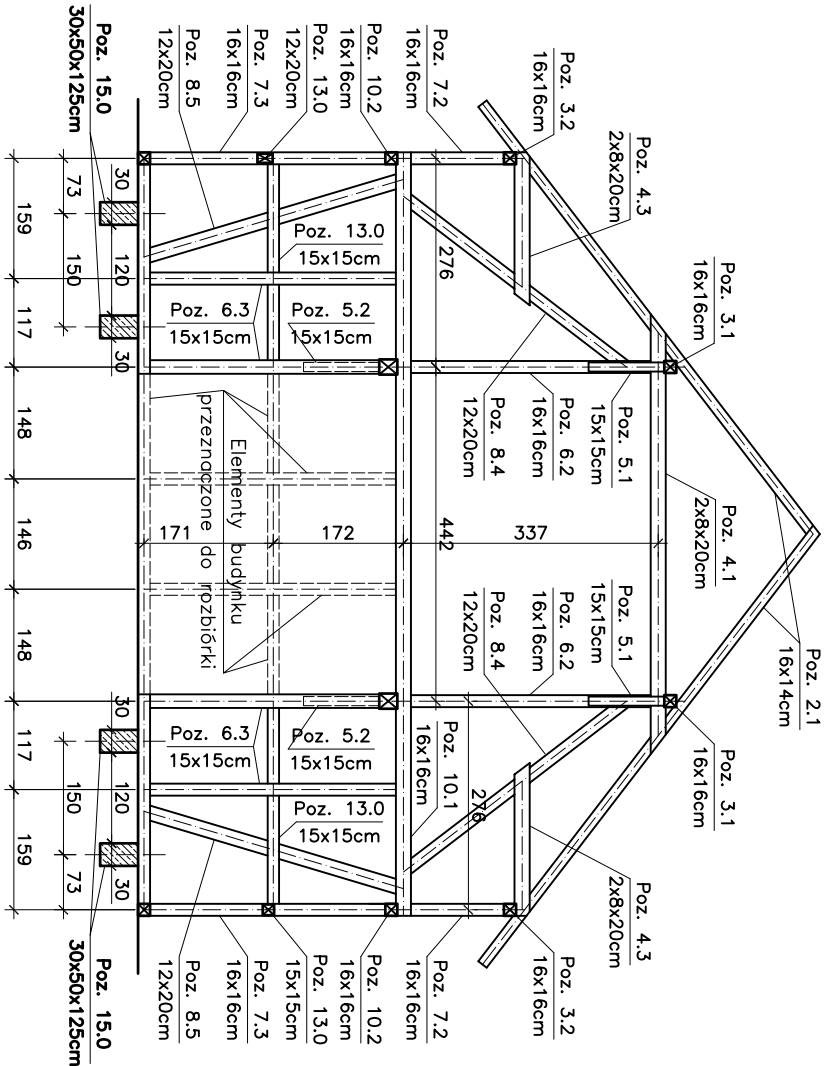 Poz. 2.1
16x14cm
Poz. 3.1
16x16cm
Poz. 3.1
16x16cm
Poz. 4.1
2x8x20cm
Poz. 4.3
2x8x20cm
Poz. 4.3
2x8x20cm
Poz. 5.1
15x15cm
Poz. 5.1
15x15cm
Poz. 3.2
16x16cm
Poz. 3.2
16x16cm
Poz. 6.2
16x16cm
Poz. 6.2
16x16cm
337
Poz. 8.4
12x20cm
Poz. 8.4
12x20cm
276
442
276
Poz. 10.1
16x16cm
Poz. 7.2
16x16cm
Poz. 7.2
16x16cm
Poz. 10.2
16x16cm
Poz. 10.2
16x16cm
Poz. 13.0
12x20cm
Poz. 13.0
15x15cm
Poz. 13.0
15x15cm
Poz. 5.2
15x15cm
172
Poz. 5.2
15x15cm
Poz. 13.0
15x15cm
Poz. 7.3
16x16cm
Poz. 7.3
16x16cm
Elementy budynku
przeznaczone do rozbiórki
Poz. 6.3
15x15cm
171
Poz. 6.3
15x15cm
Poz. 8.5
12x20cm
Poz. 8.5
12x20cm
30
120
30
30
120
30
Poz. 15.0
30x50x125cm
Poz. 15.0
30x50x125cm
73
150
150
73
159
117
148
146
148
117
159